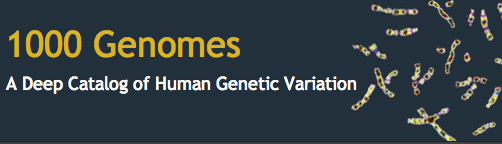 1000 Genomes
A Deep Catalog of Human Genetic Variation